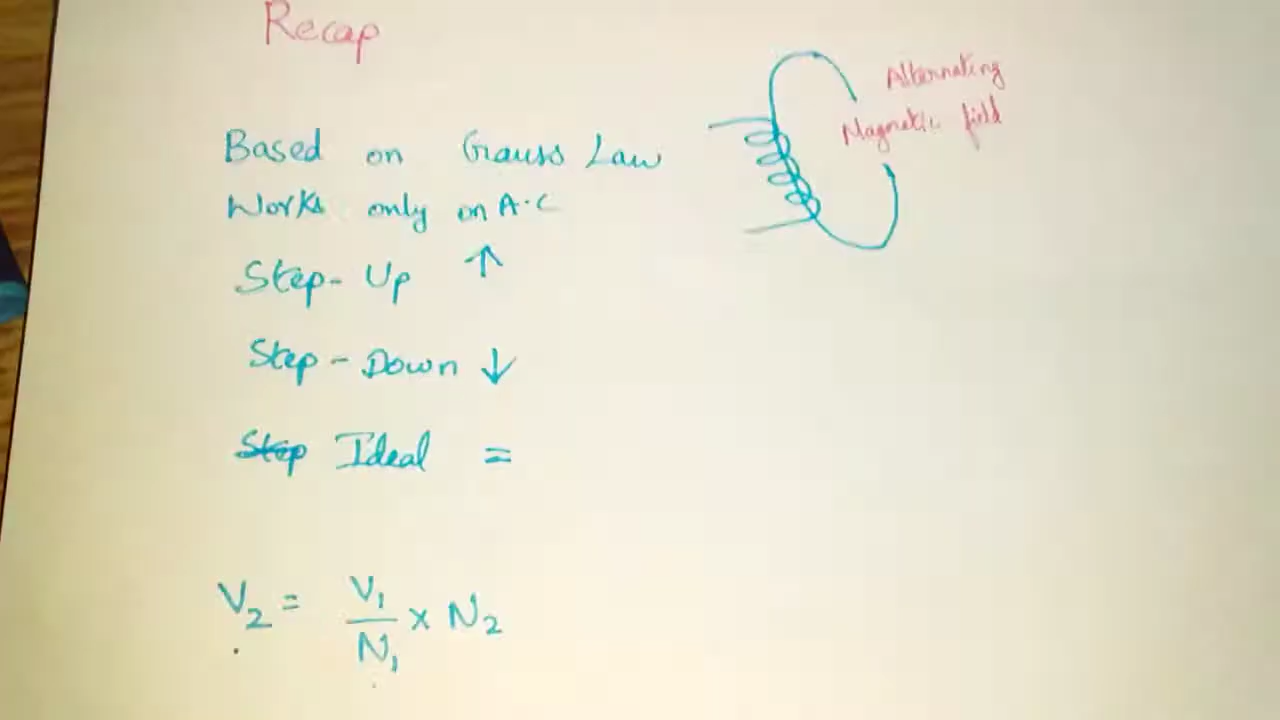 Recap
Alternating
Magnetic field
Based on Gauss Law
Works only on A.C
Step-Up ↑
Step-Down ↓
Step Ideal =
V₂ = V₁/N₁ × N₂